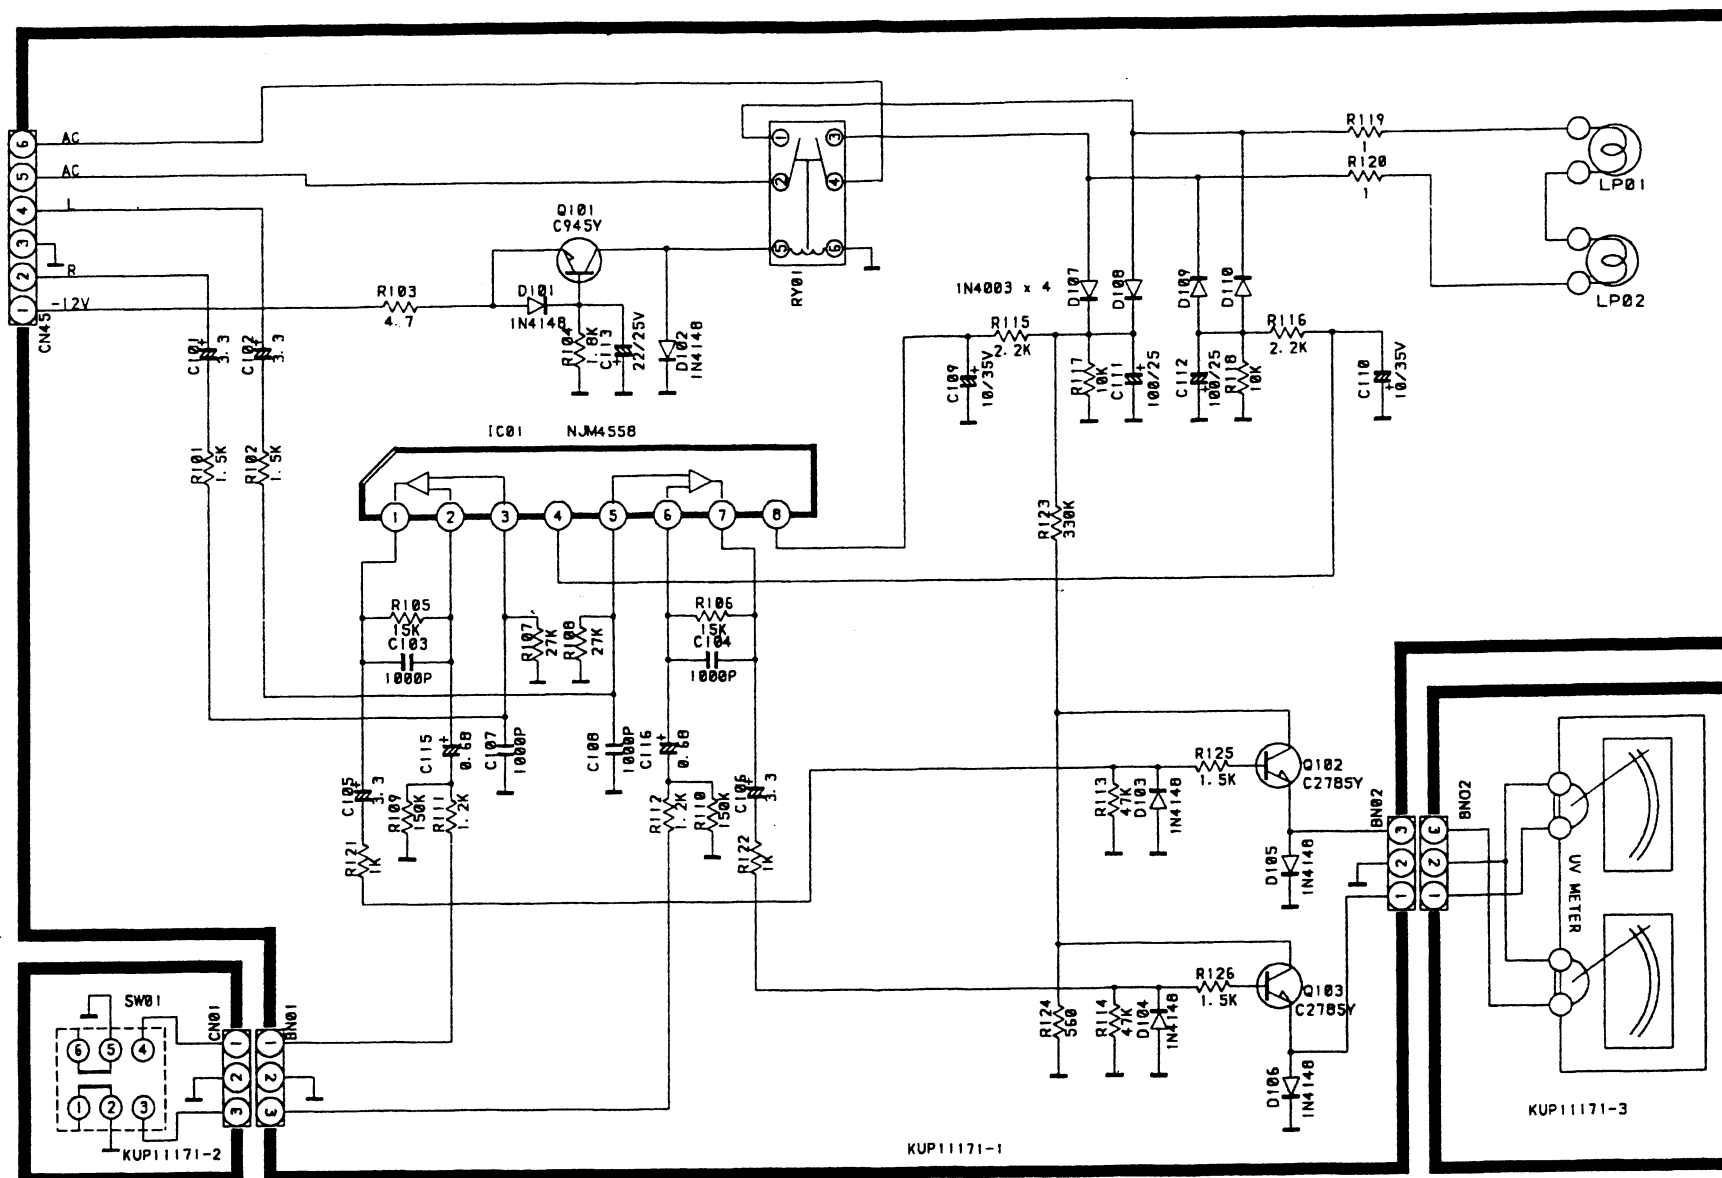 AC
AC
L
R
-12V
6
5
4
3
2
1
CN45
C101
+
3.3
C102
+
3.3
R101
1.5K
R102
1.5K
R103
4.7
Q101
C945Y
D101
1N4148
R104
1.8K
C113
+
22/25V
D102
1N4148
1
2
3
4
5
6
RY01
R119
1
R120
1
LP01
LP02
1N4003 x 4
D107
D108
D109
D110
R115
2.2K
R116
2.2K
C109
+
10/35V
R117
10K
C111
+
100/25
C112
+
100/25
R118
10K
C110
+
10/35V
IC01 NJM4558
1
2
3
4
5
6
7
8
R123
330K
R105
15K
C103
1000P
R107
27K
R108
27K
R106
15K
C104
1000P
C105
+
3.3
C115
+
0.68
C107
1000P
C108
1000P
C116
+
0.68
C106
+
3.3
R109
150K
R111
1.2K
R112
1.2K
R110
150K
R121
1K
R122
1K
R113
47K
D103
1N4148
R125
1.5K
Q102
C2785Y
D105
1N4148
BN02
3
2
1
BN02
3
2
1
UV METER
R124
560
R114
47K
D104
1N4148
R126
1.5K
Q103
C2785Y
D106
1N4148
SW01
6
5
4
1
2
3
CN01
1
2
3
BN01
1
2
3
KUP11171-2
KUP11171-1
KUP11171-3